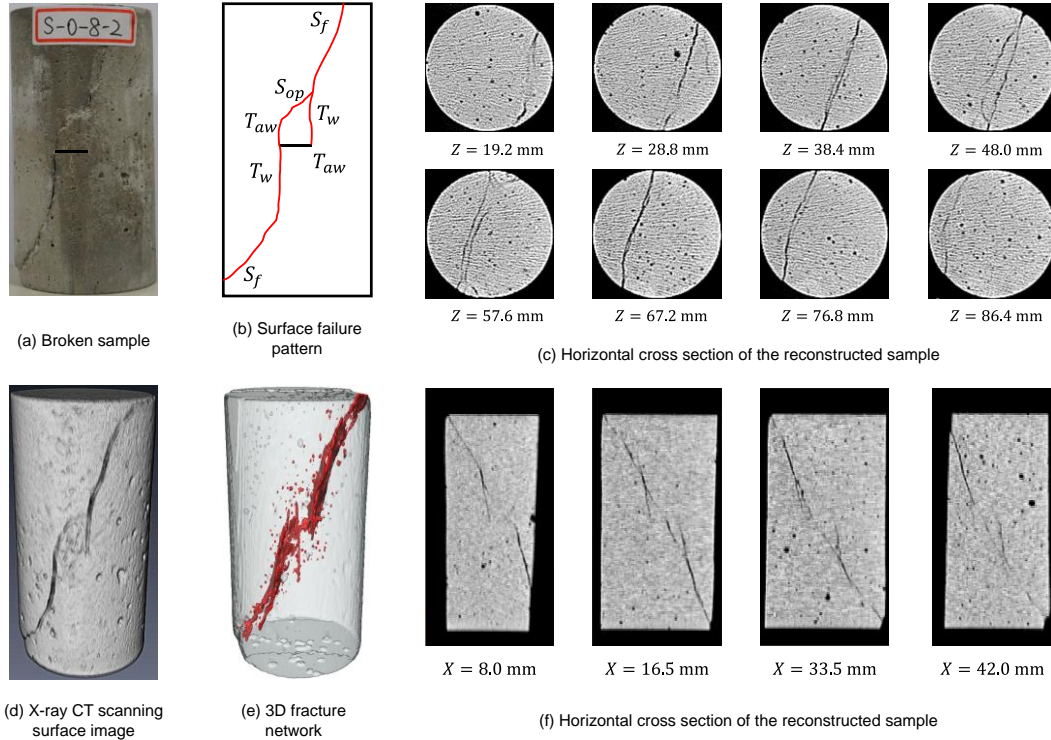 S-0-8-2
(a) Broken sample
S_f
S_op
T_aw
T_w
T_aw
T_w
S_f
(b) Surface failure
pattern
Z = 19.2 mm
Z = 28.8 mm
Z = 38.4 mm
Z = 48.0 mm
Z = 57.6 mm
Z = 67.2 mm
Z = 76.8 mm
Z = 86.4 mm
(c) Horizontal cross section of the reconstructed sample
(d) X-ray CT scanning
surface image
(e) 3D fracture
network
X = 8.0 mm
X = 16.5 mm
X = 33.5 mm
X = 42.0 mm
(f) Horizontal cross section of the reconstructed sample